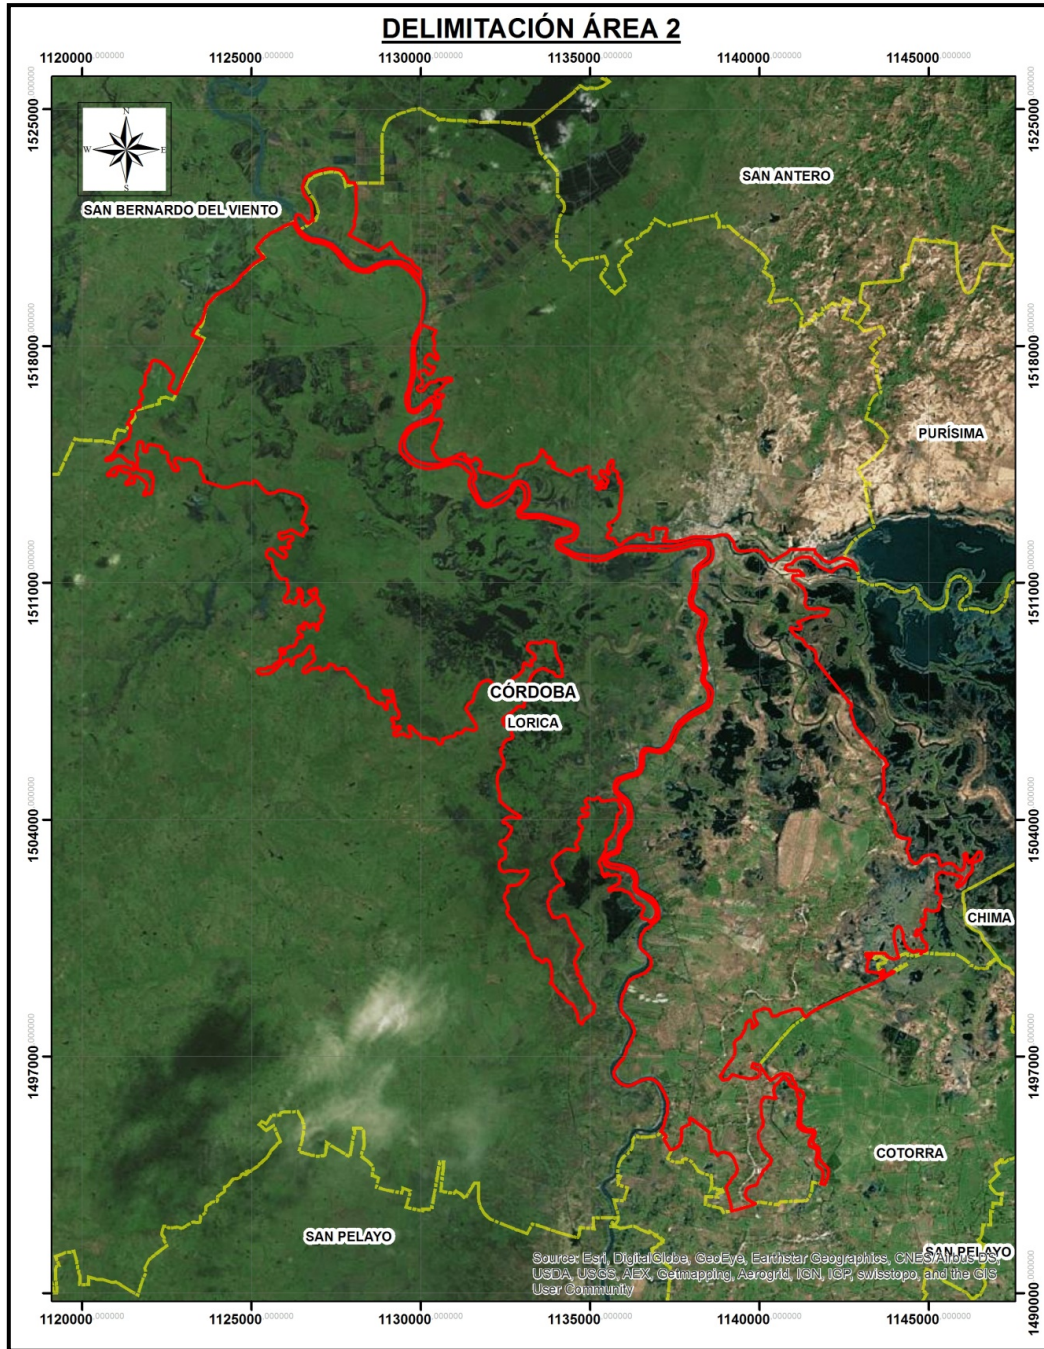 DELIMITACIÓN ÁREA 2
1120000,000000 1125000,000000 1130000,000000 1135000,000000 1140000,000000 1145000,000000
1525000,000000 1525000,000000
N
W E
S
SAN ANTERO
SAN BERNARDO DEL VIENTO
1518000,000000 1518000,000000
PURÍSIMA
1511000,000000 1511000,000000
CÓRDOBA
LORICA
1504000,000000 1504000,000000
CHIMA
1497000,000000 1497000,000000
COTORRA
SAN PELAYO
SAN PELAYO
Source: Esri, DigitalGlobe, GeoEye, Earthstar Geographics, CNES/Airbus DS,
USDA, USGS, AEX, Getmapping, Aerogrid, IGN, IGP, swisstopo, and the GIS
User Community
1490000,000000
1120000,000000 1125000,000000 1130000,000000 1135000,000000 1140000,000000 1145000,000000